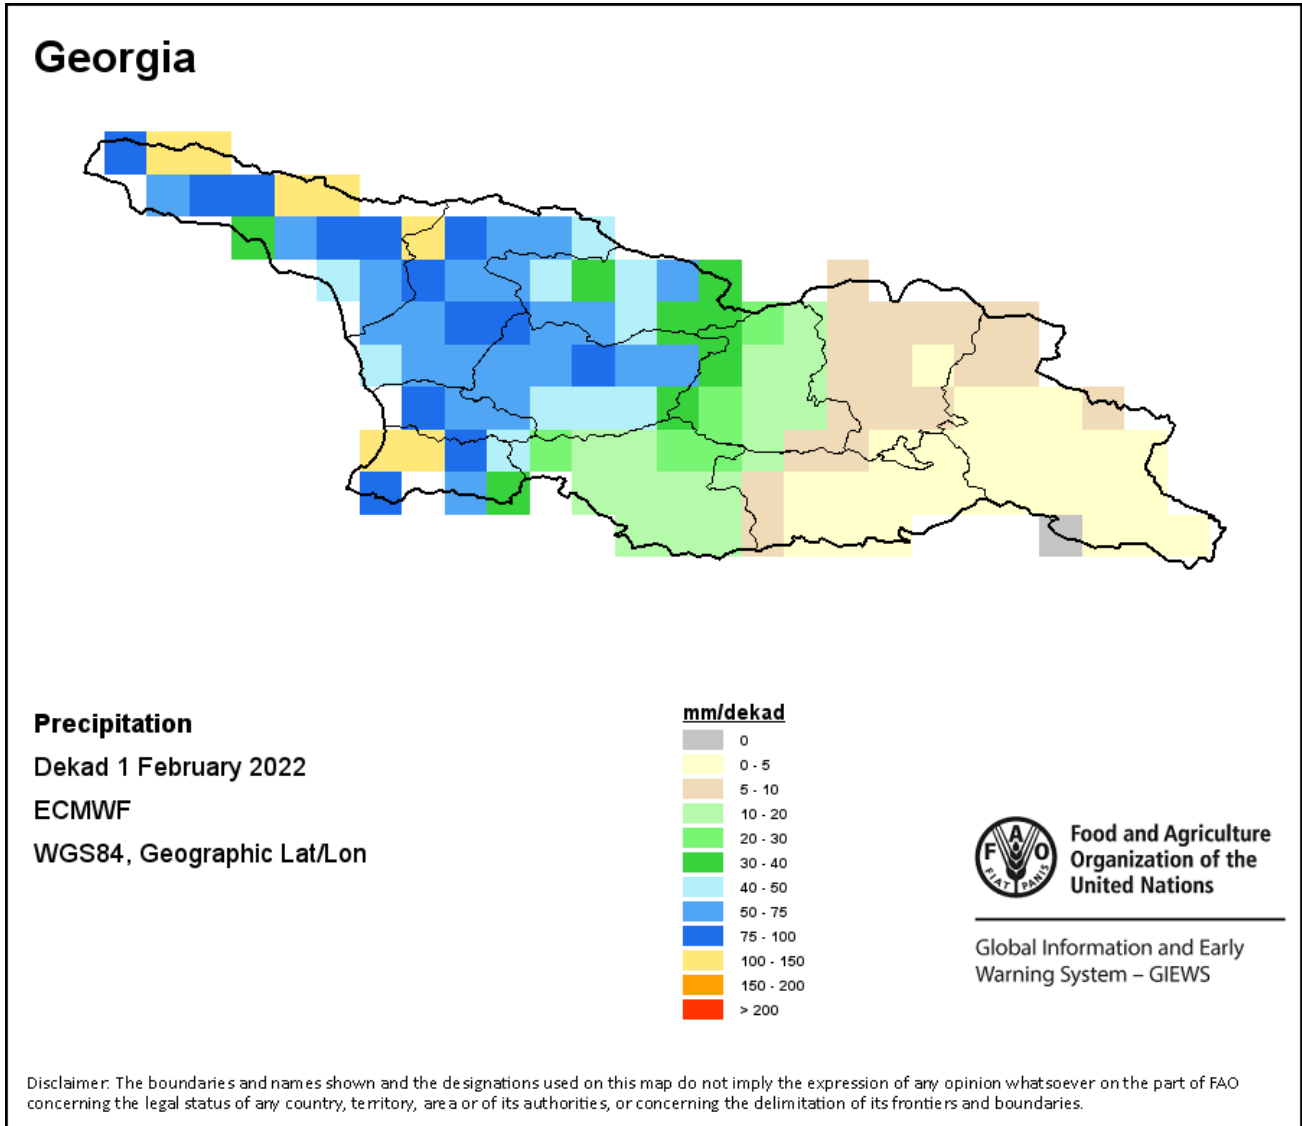 Georgia
Precipitation
Dekad 1 February 2022
ECMWF
WGS84, Geographic Lat/Lon
mm/dekad
0
0 - 5
5 - 10
10 - 20
20 - 30
30 - 40
40 - 50
50 - 75
75 - 100
100 - 150
150 - 200
> 200
F A O
FIAT PANIS
Food and Agriculture
Organization of the
United Nations
Global Information and Early
Warning System – GIEWS
Disclaimer: The boundaries and names shown and the designations used on this map do not imply the expression of any opinion whatsoever on the part of FAO
concerning the legal status of any country, territory, area or of its authorities, or concerning the delimitation of its frontiers and boundaries.